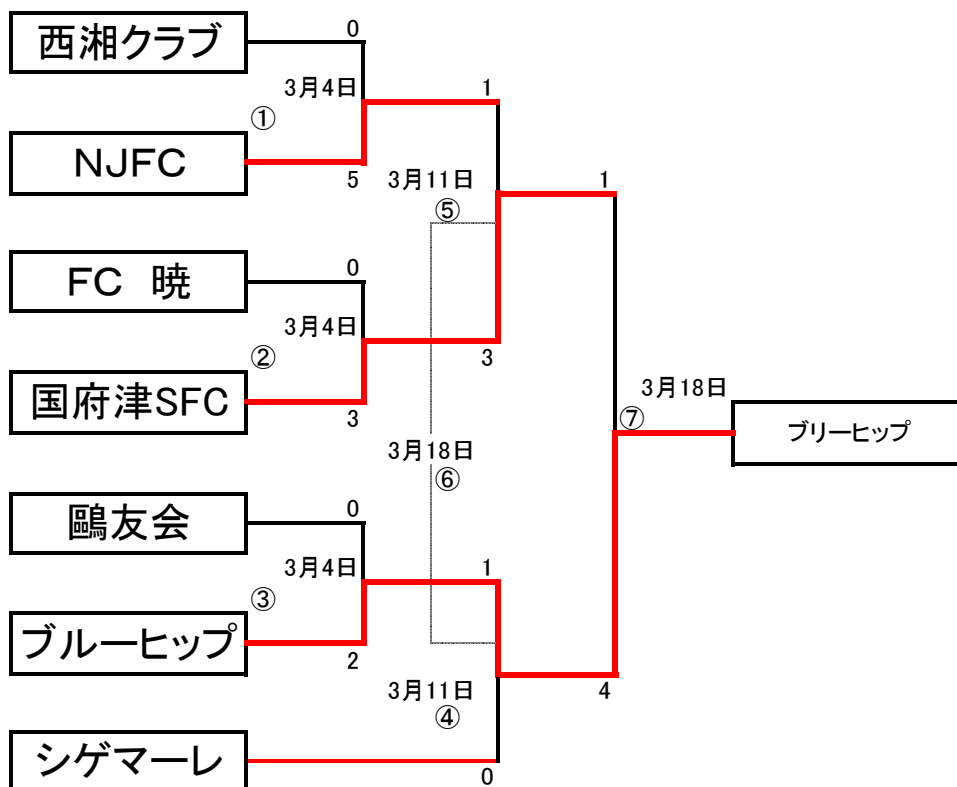 西湘クラブ
0
3月4日
①
1
NJFC
5
3月11日
⑤
1
FC 暁
0
3月4日
②
3
国府津SFC
3
3月18日
⑦
ブリーヒップ
3月18日
⑥
鷗友会
0
3月4日
③
1
ブルーヒップ
2
3月11日
④
4
シゲマーレ
0